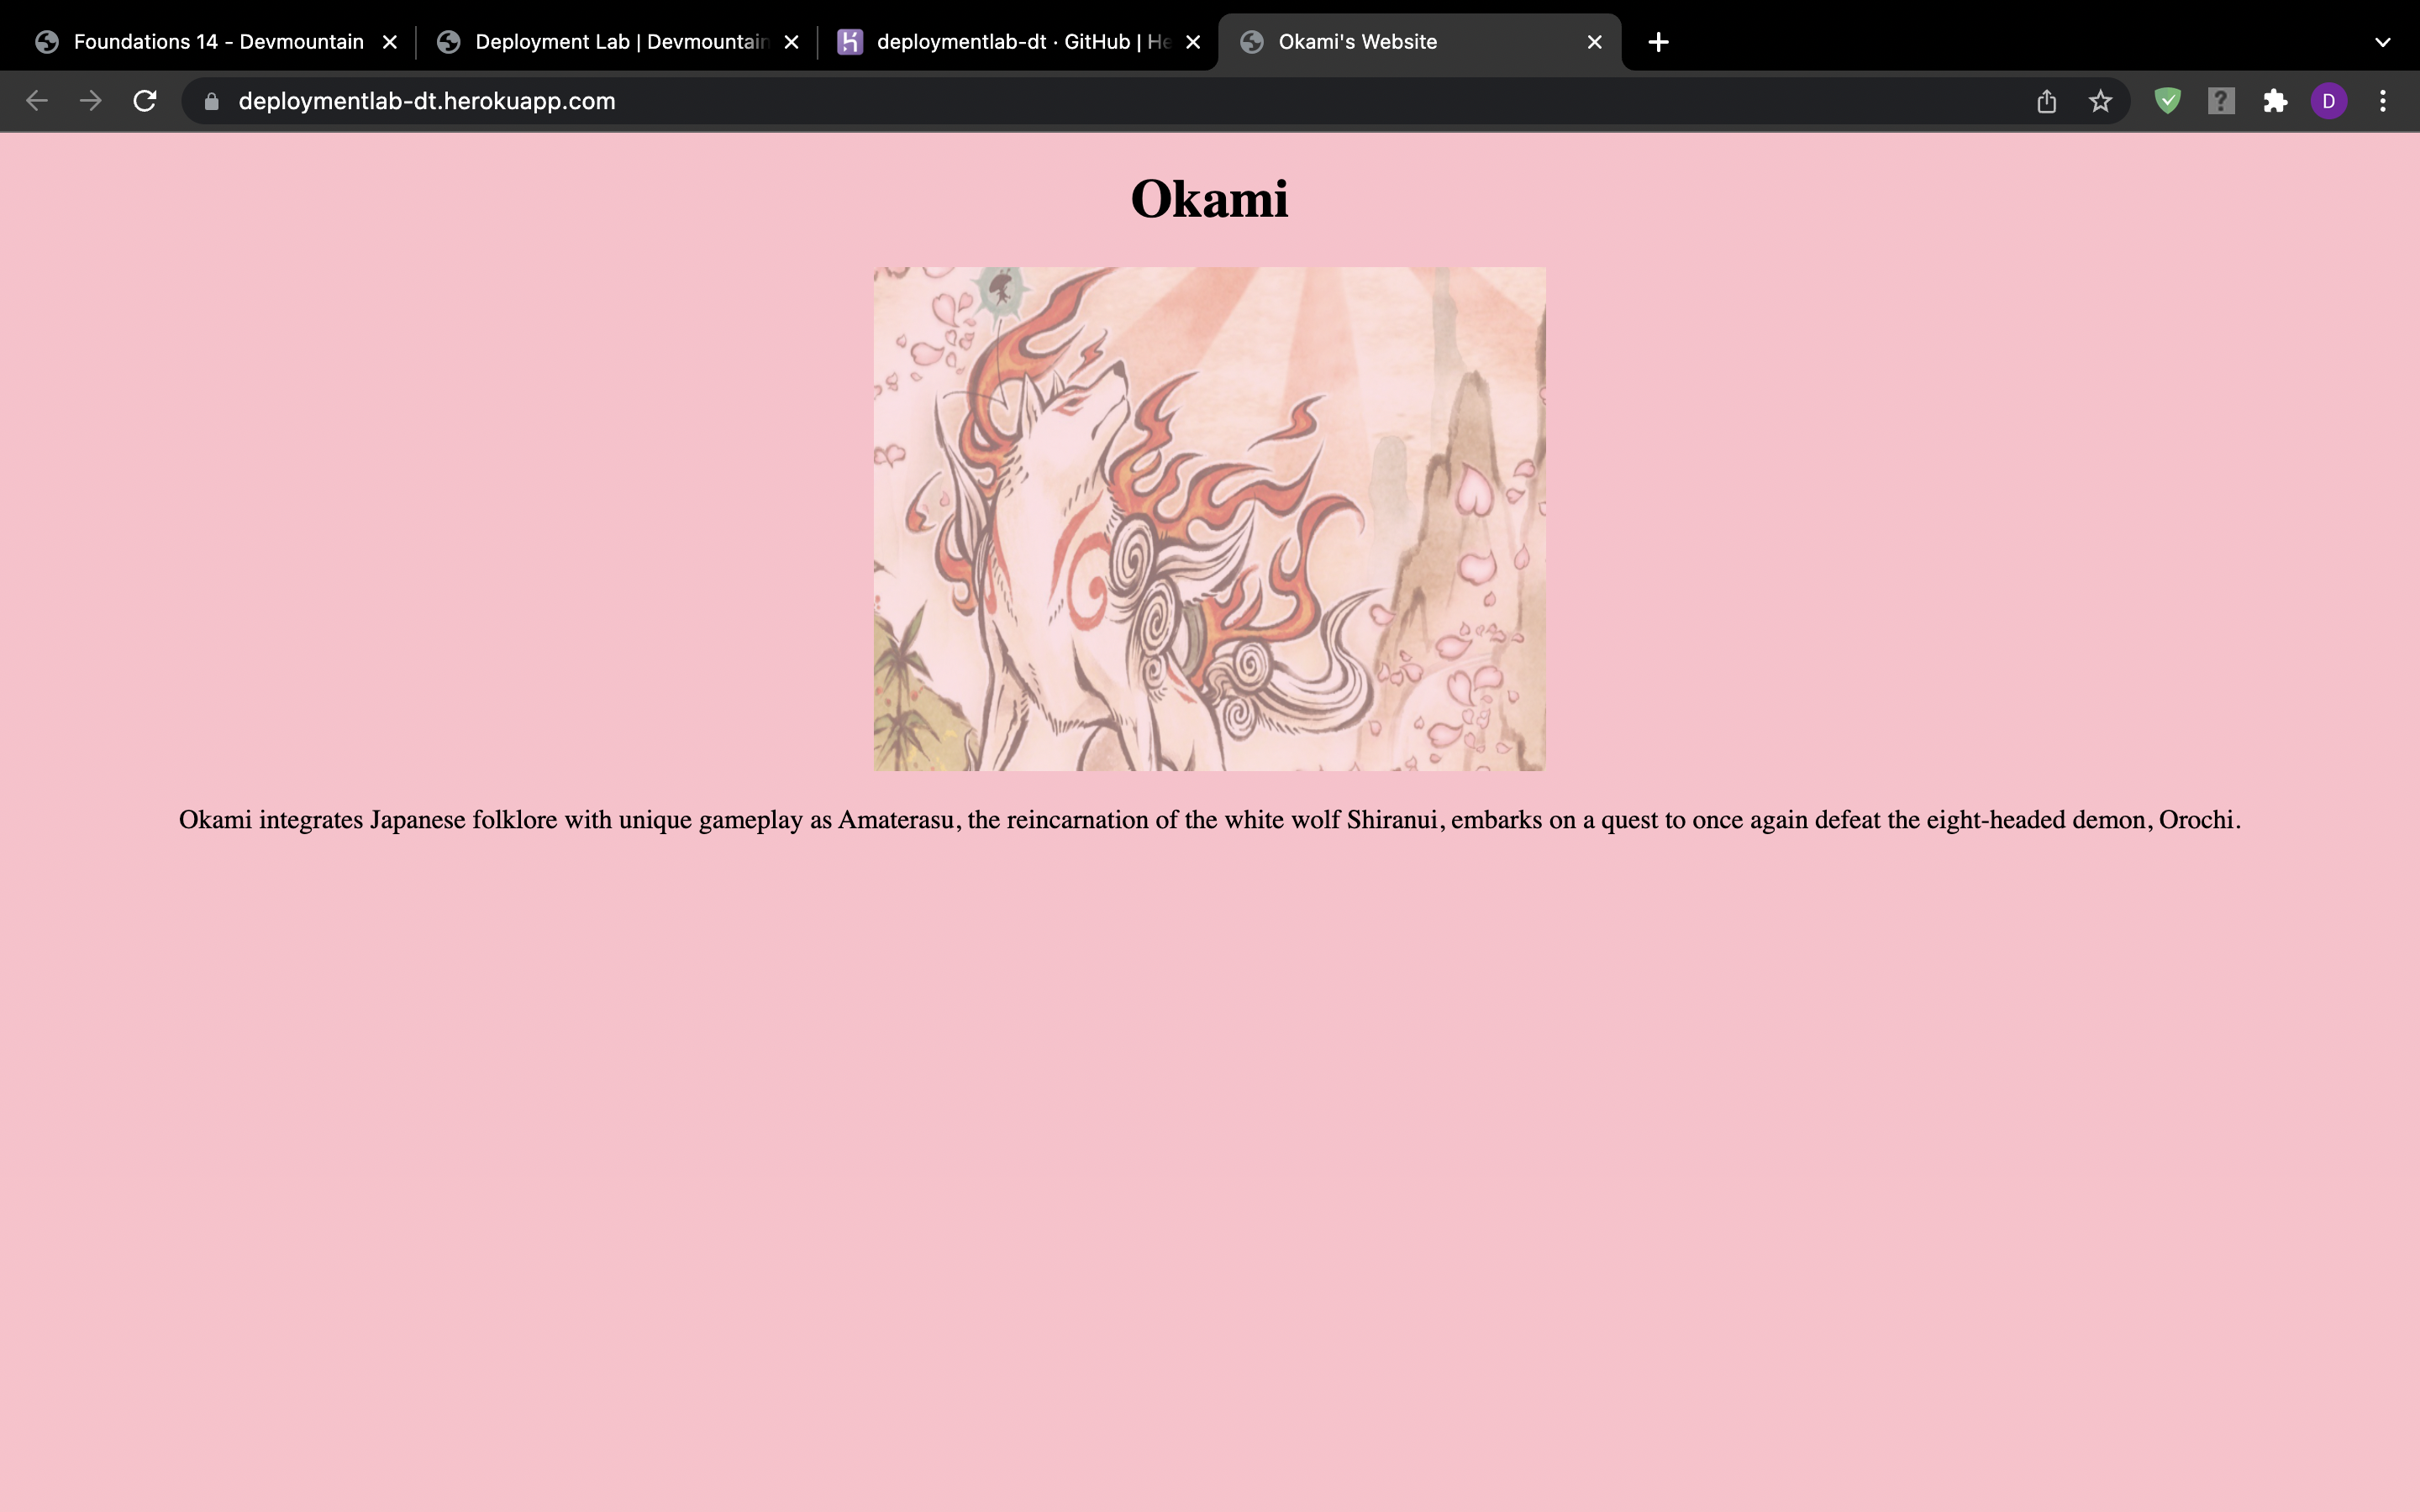 Foundations 14 - Devmountain
Deployment Lab | Devmountain
deploymentlab-dt · GitHub | He
Okami's Website
deploymentlab-dt.herokuapp.com
D
Okami
Okami integrates Japanese folklore with unique gameplay as Amaterasu, the reincarnation of the white wolf Shiranui, embarks on a quest to once again defeat the eight-headed demon, Orochi.